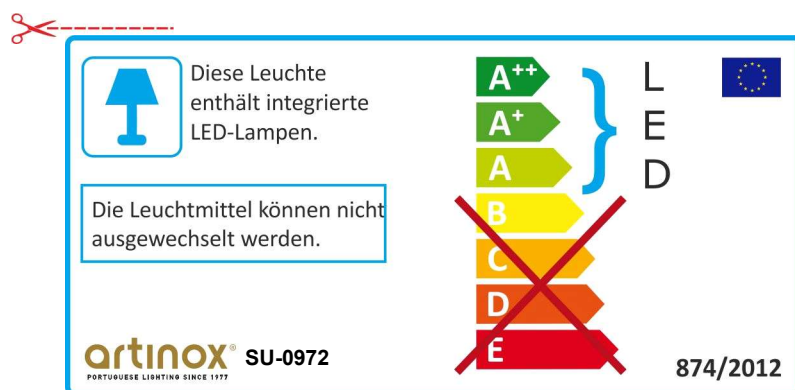 Diese Leuchte
enthält integrierte
LED-Lampen.
Die Leuchtmittel können nicht
ausgewechselt werden.
artinox® SU-0972
PORTUGUESE LIGHTING SINCE 1977
A++
A+
A
B
C
D
E
L
E
D
874/2012